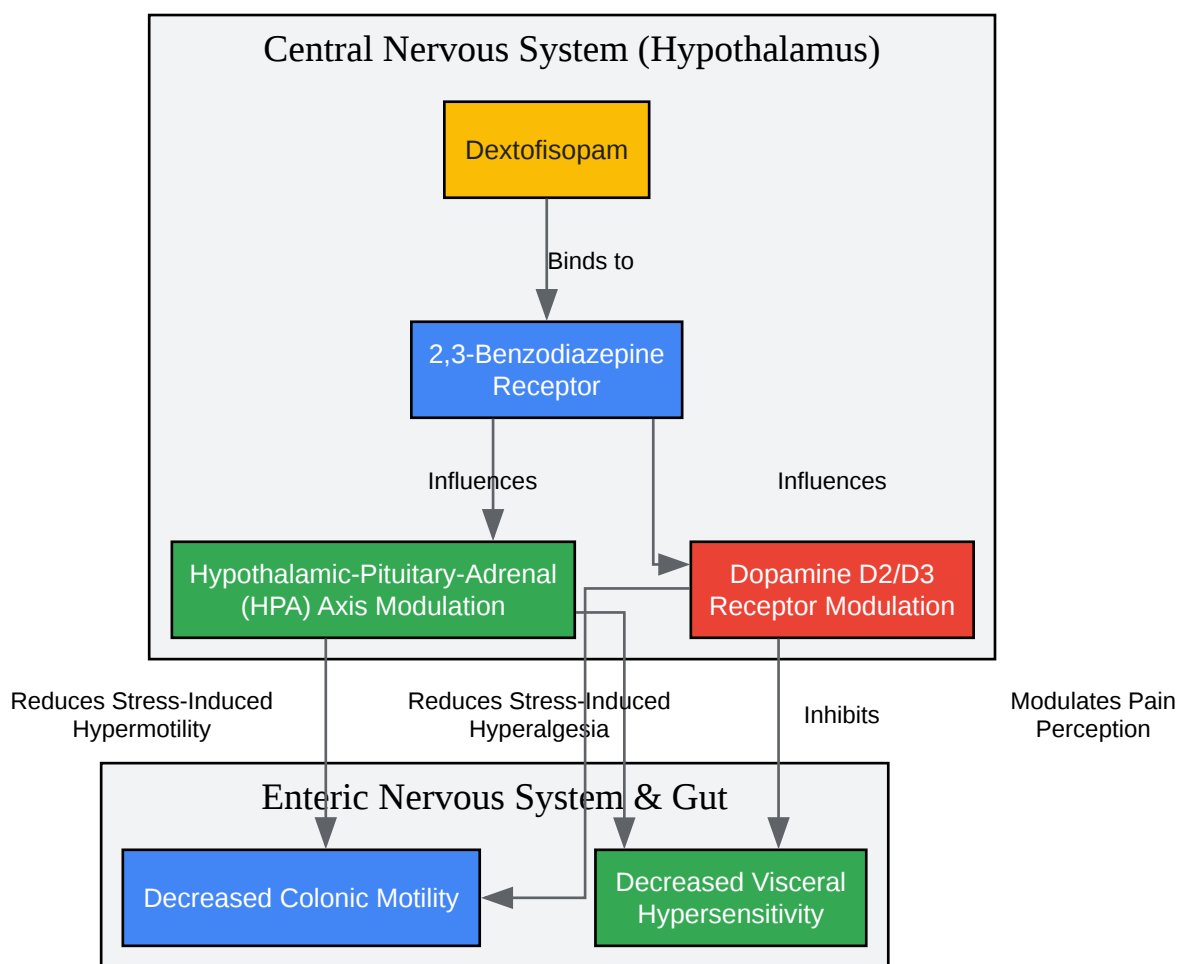 Central Nervous System (Hypothalamus)
Dextofisopam
Binds to
2,3-Benzodiazepine
Receptor
Influences
Influences
Hypothalamic-Pituitary-Adrenal
(HPA) Axis Modulation
Dopamine D2/D3
Receptor Modulation
Reduces Stress-Induced
Hypermotility
Reduces Stress-Induced
Hyperalgesia
Inhibits
Modulates Pain
Perception
Enteric Nervous System & Gut
Decreased Colonic Motility
Decreased Visceral
Hypersensitivity